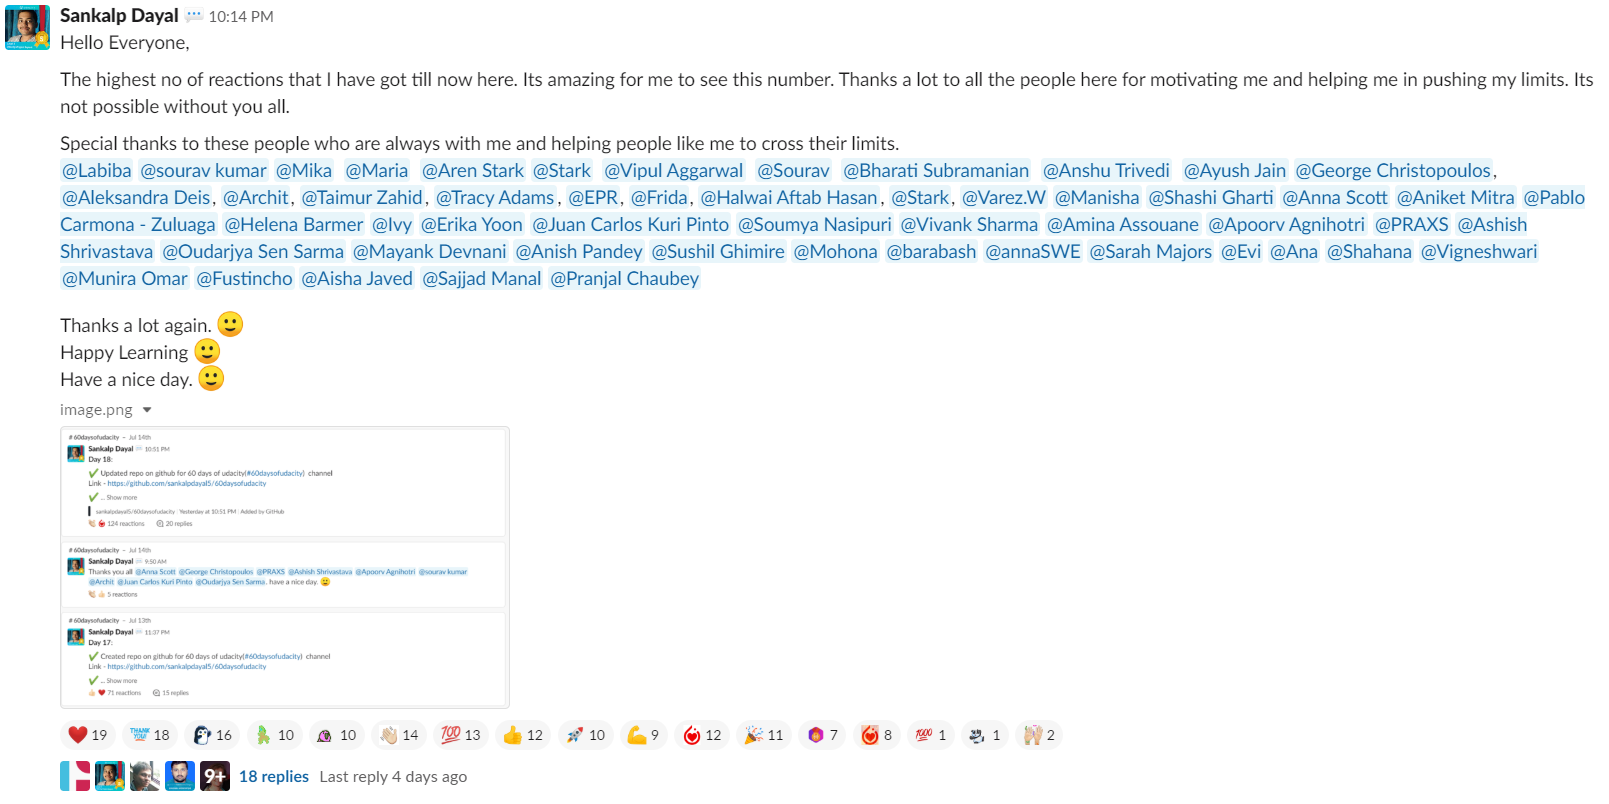 Sankalp Dayal 10:14 PM
Hello Everyone,
The highest no of reactions that I have got till now here. Its amazing for me to see this number. Thanks a lot to all the people here for motivating me and helping me in pushing my limits. Its
not possible without you all.
Special thanks to these people who are always with me and helping people like me to cross their limits.
@Labiba @sourav kumar @Mika @Maria @Aren Stark @Stark @Vipul Aggarwal @Sourav @Bharati Subramanian @Anshu Trivedi @Ayush Jain @George Christopoulos,
@Aleksandra Deis, @Archit, @Taimur Zahid, @Tracy Adams, @EPR, @Frida, @Halwai Aftab Hasan, @Stark, @Varez.W @Manisha @Shashi Gharti @Anna Scott @Aniket Mitra @Pablo
Carmona - Zuluaga @Helena Barmer @Ivy @Erika Yoon @Juan Carlos Kuri Pinto @Soumya Nasipuri @Vivank Sharma @Amina Assouane @Apoorv Agnihotri @PRAXS @Ashish
Shrivastava @Oudarjya Sen Sarma @Mayank Devnani @Anish Pandey @Sushil Ghimire @Mohona @barabash @annaSWE @Sarah Majors @Evi @Ana @Shahana @Vigneshwari
@Munira Omar @Fustincho @Aisha Javed @Sajjad Manal @Pranjal Chaubey
Thanks a lot again.
Happy Learning
Have a nice day.
image.png
#60daysofudacity - Jul 14th
Sankalp Dayal 10:51 PM
Day 18:
Updated repo on github for 60 days of udacity(#60daysofudacity) channel
Link - https://github.com/sankalpdayal5/60daysofudacity
... Show more
sankalpdayal5/60daysofudacity Yesterday at 10:51 PM Added by GitHub
124 reactions 20 replies
#60daysofudacity - Jul 14th
Sankalp Dayal 9:50 AM
Thanks you all @Anna Scott @George Christopoulos @PRAXS @Ashish Shrivastava @Apoorv Agnihotri @sourav kumar
@Archit @Juan Carlos Kuri Pinto @Oudarjya Sen Sarma. have a nice day.
5 reactions
#60daysofudacity - Jul 13th
Sankalp Dayal 11:37 PM
Day 17:
Created repo on github for 60 days of udacity(#60daysofudacity) channel
Link - https://github.com/sankalpdayal5/60daysofudacity
... Show more
71 reactions 15 replies
19 THANK YOU! 18 16 10 10 14 100 13 12 10 9 12 11 7 8 1000 1 1 2
9+ 18 replies Last reply 4 days ago